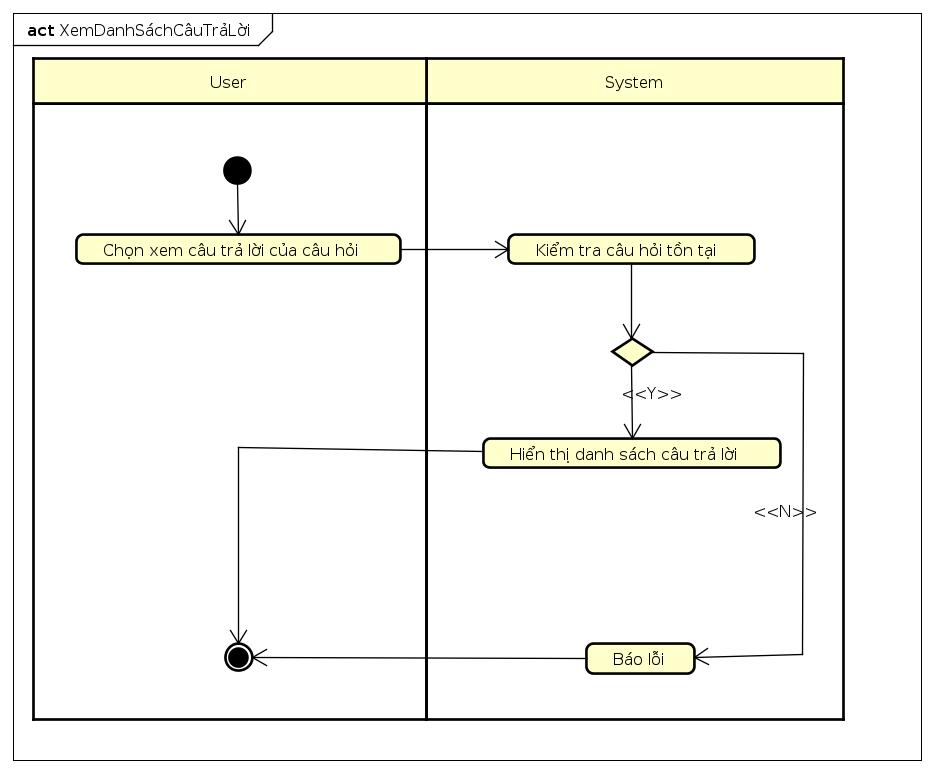 act XemDanhSáchCâuTrảLời
User
System
Chọn xem câu trả lời của câu hỏi
Kiểm tra câu hỏi tồn tại
<<Y>>
Hiển thị danh sách câu trả lời
<<N>>
Báo lỗi